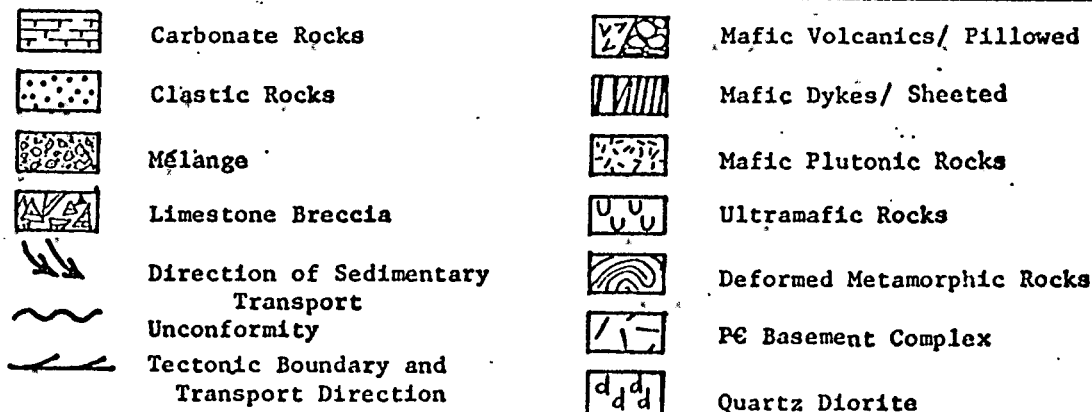 Carbonate Rocks
Clastic Rocks
Mélange
Limestone Breccia
Direction of Sedimentary
Transport
Unconformity
Tectonic Boundary and
Transport Direction
Mafic Volcanics/ Pillowed
Mafic Dykes/ Sheeted
Mafic Plutonic Rocks
Ultramafic Rocks
Deformed Metamorphic Rocks
P€ Basement Complex
Quartz Diorite